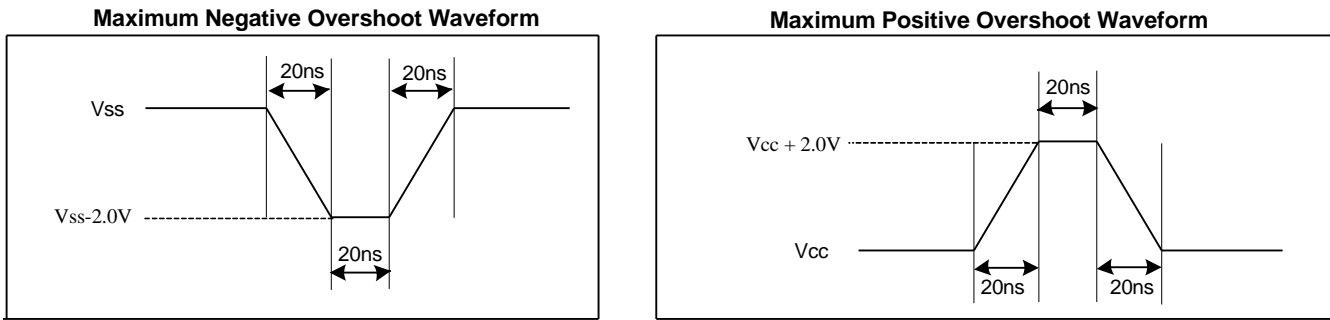 Maximum Negative Overshoot Waveform
20ns
20ns
Vss
Vss-2.0V
20ns
Maximum Positive Overshoot Waveform
20ns
Vcc + 2.0V
Vcc
20ns
20ns